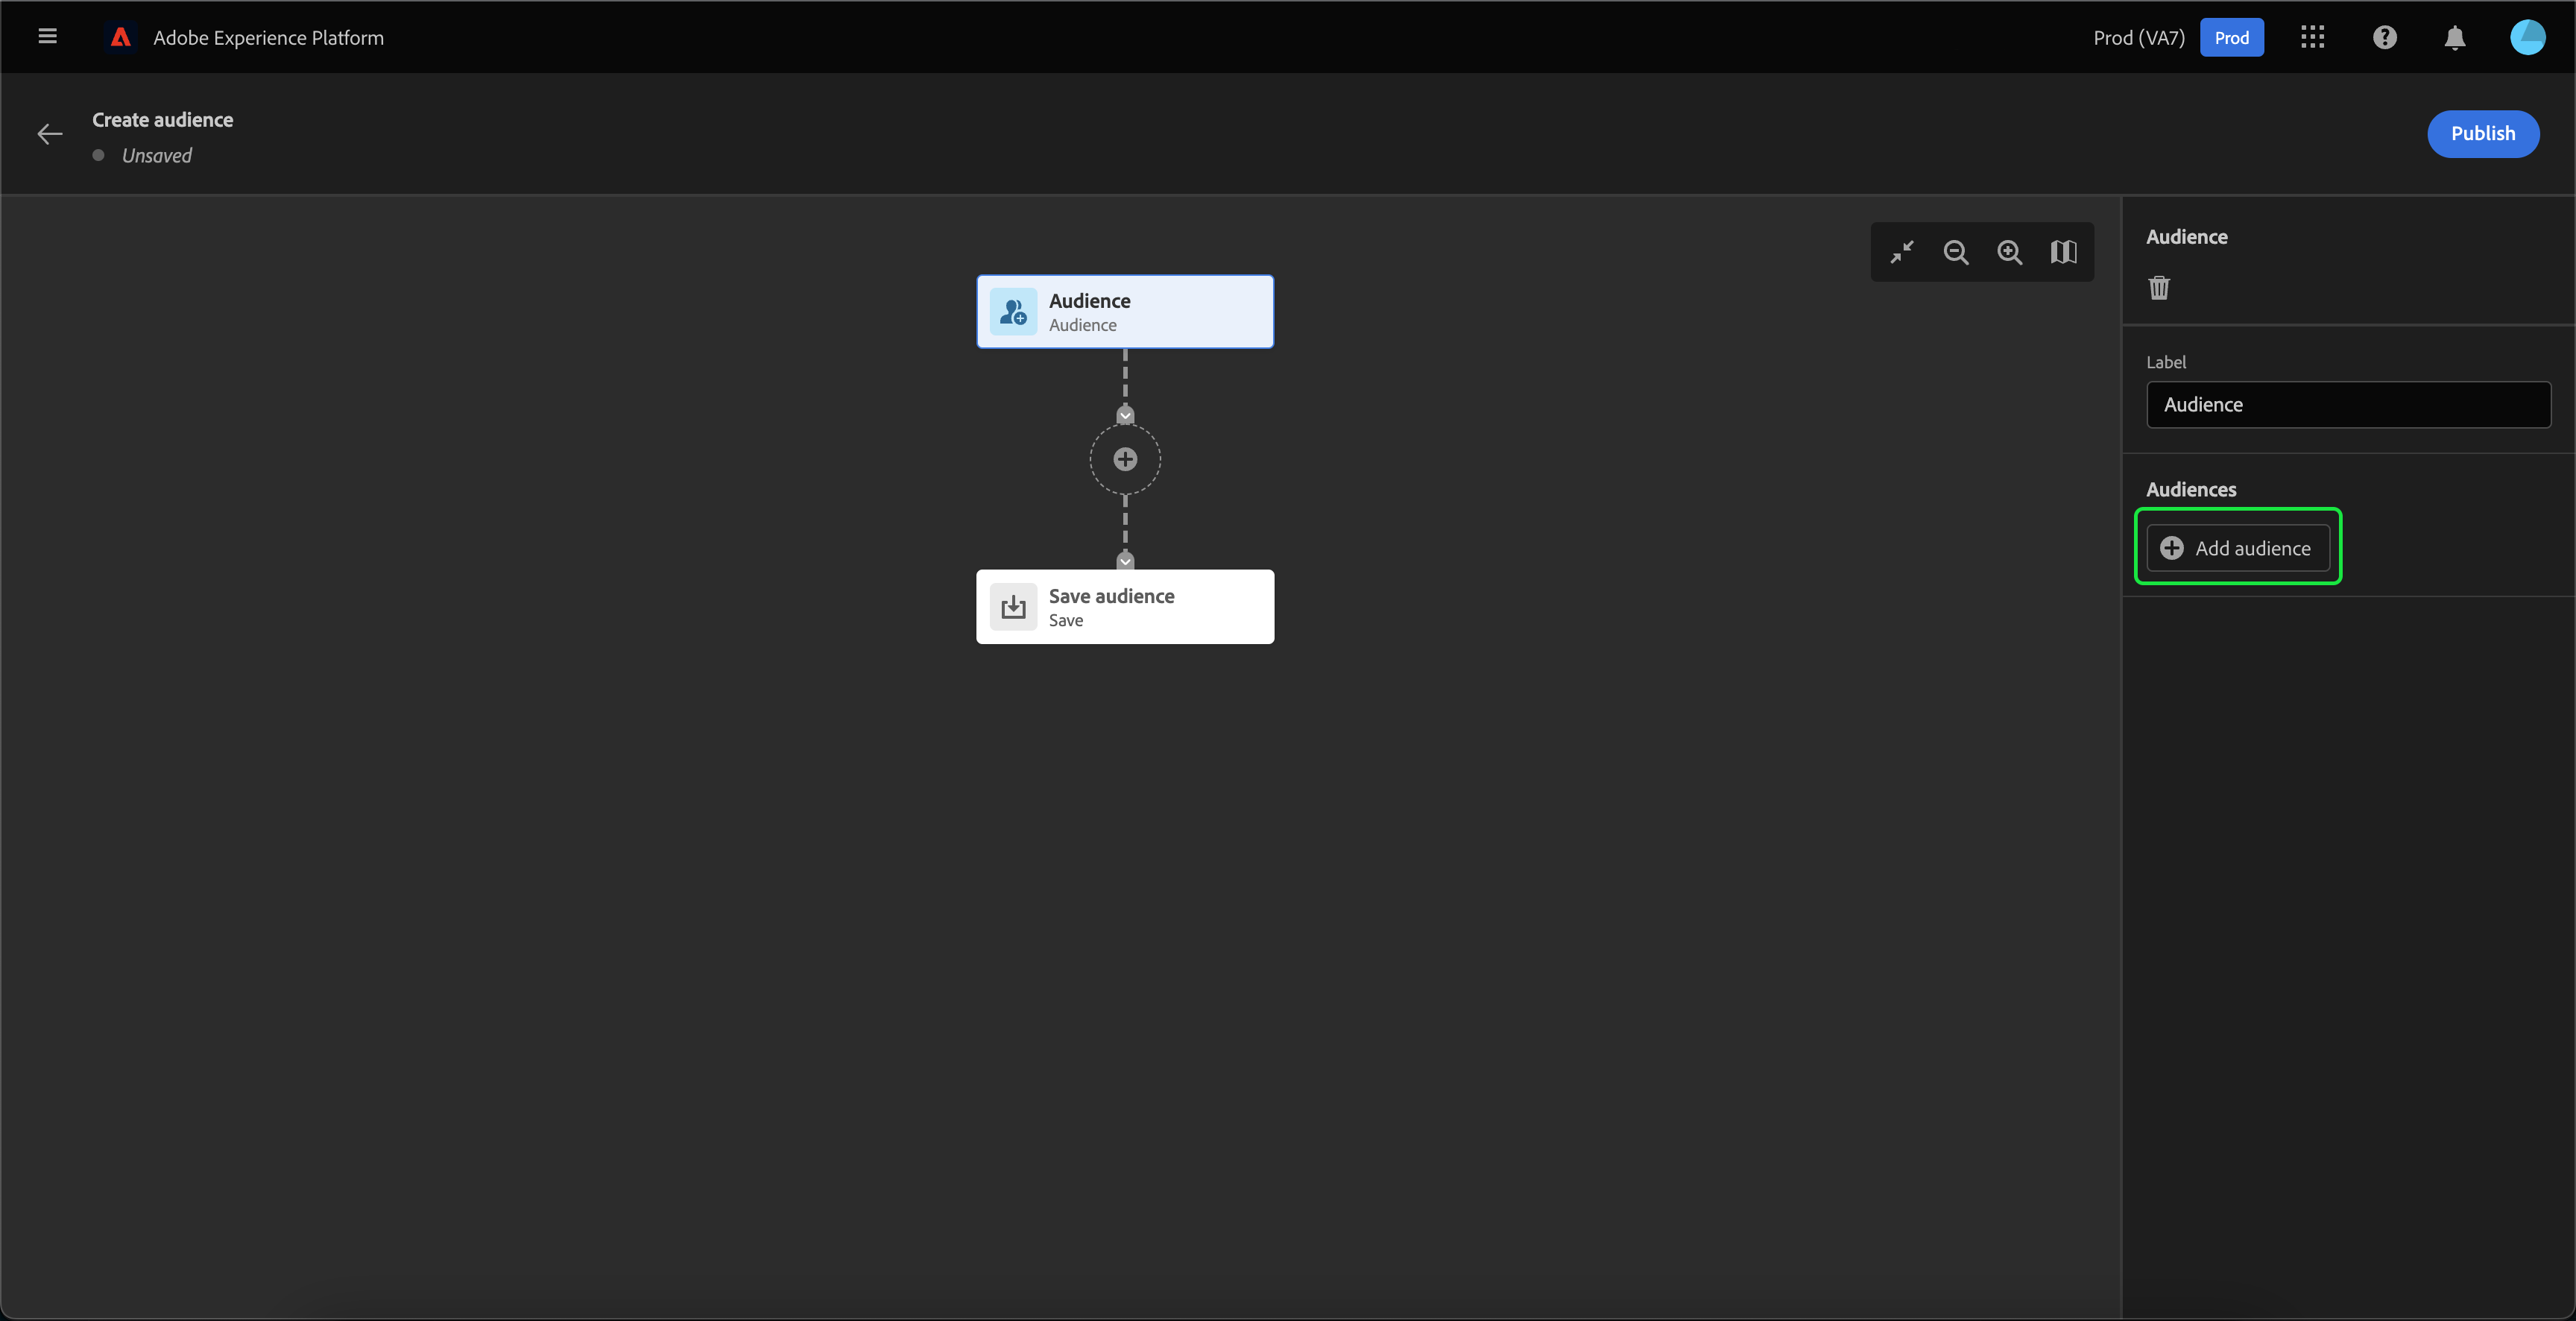 Adobe Experience Platform
Prod (VA7)
Prod
Create audience
Unsaved
Publish
Audience
Audience
Save audience
Save
Audience
Label
Audience
Audiences
Add audience